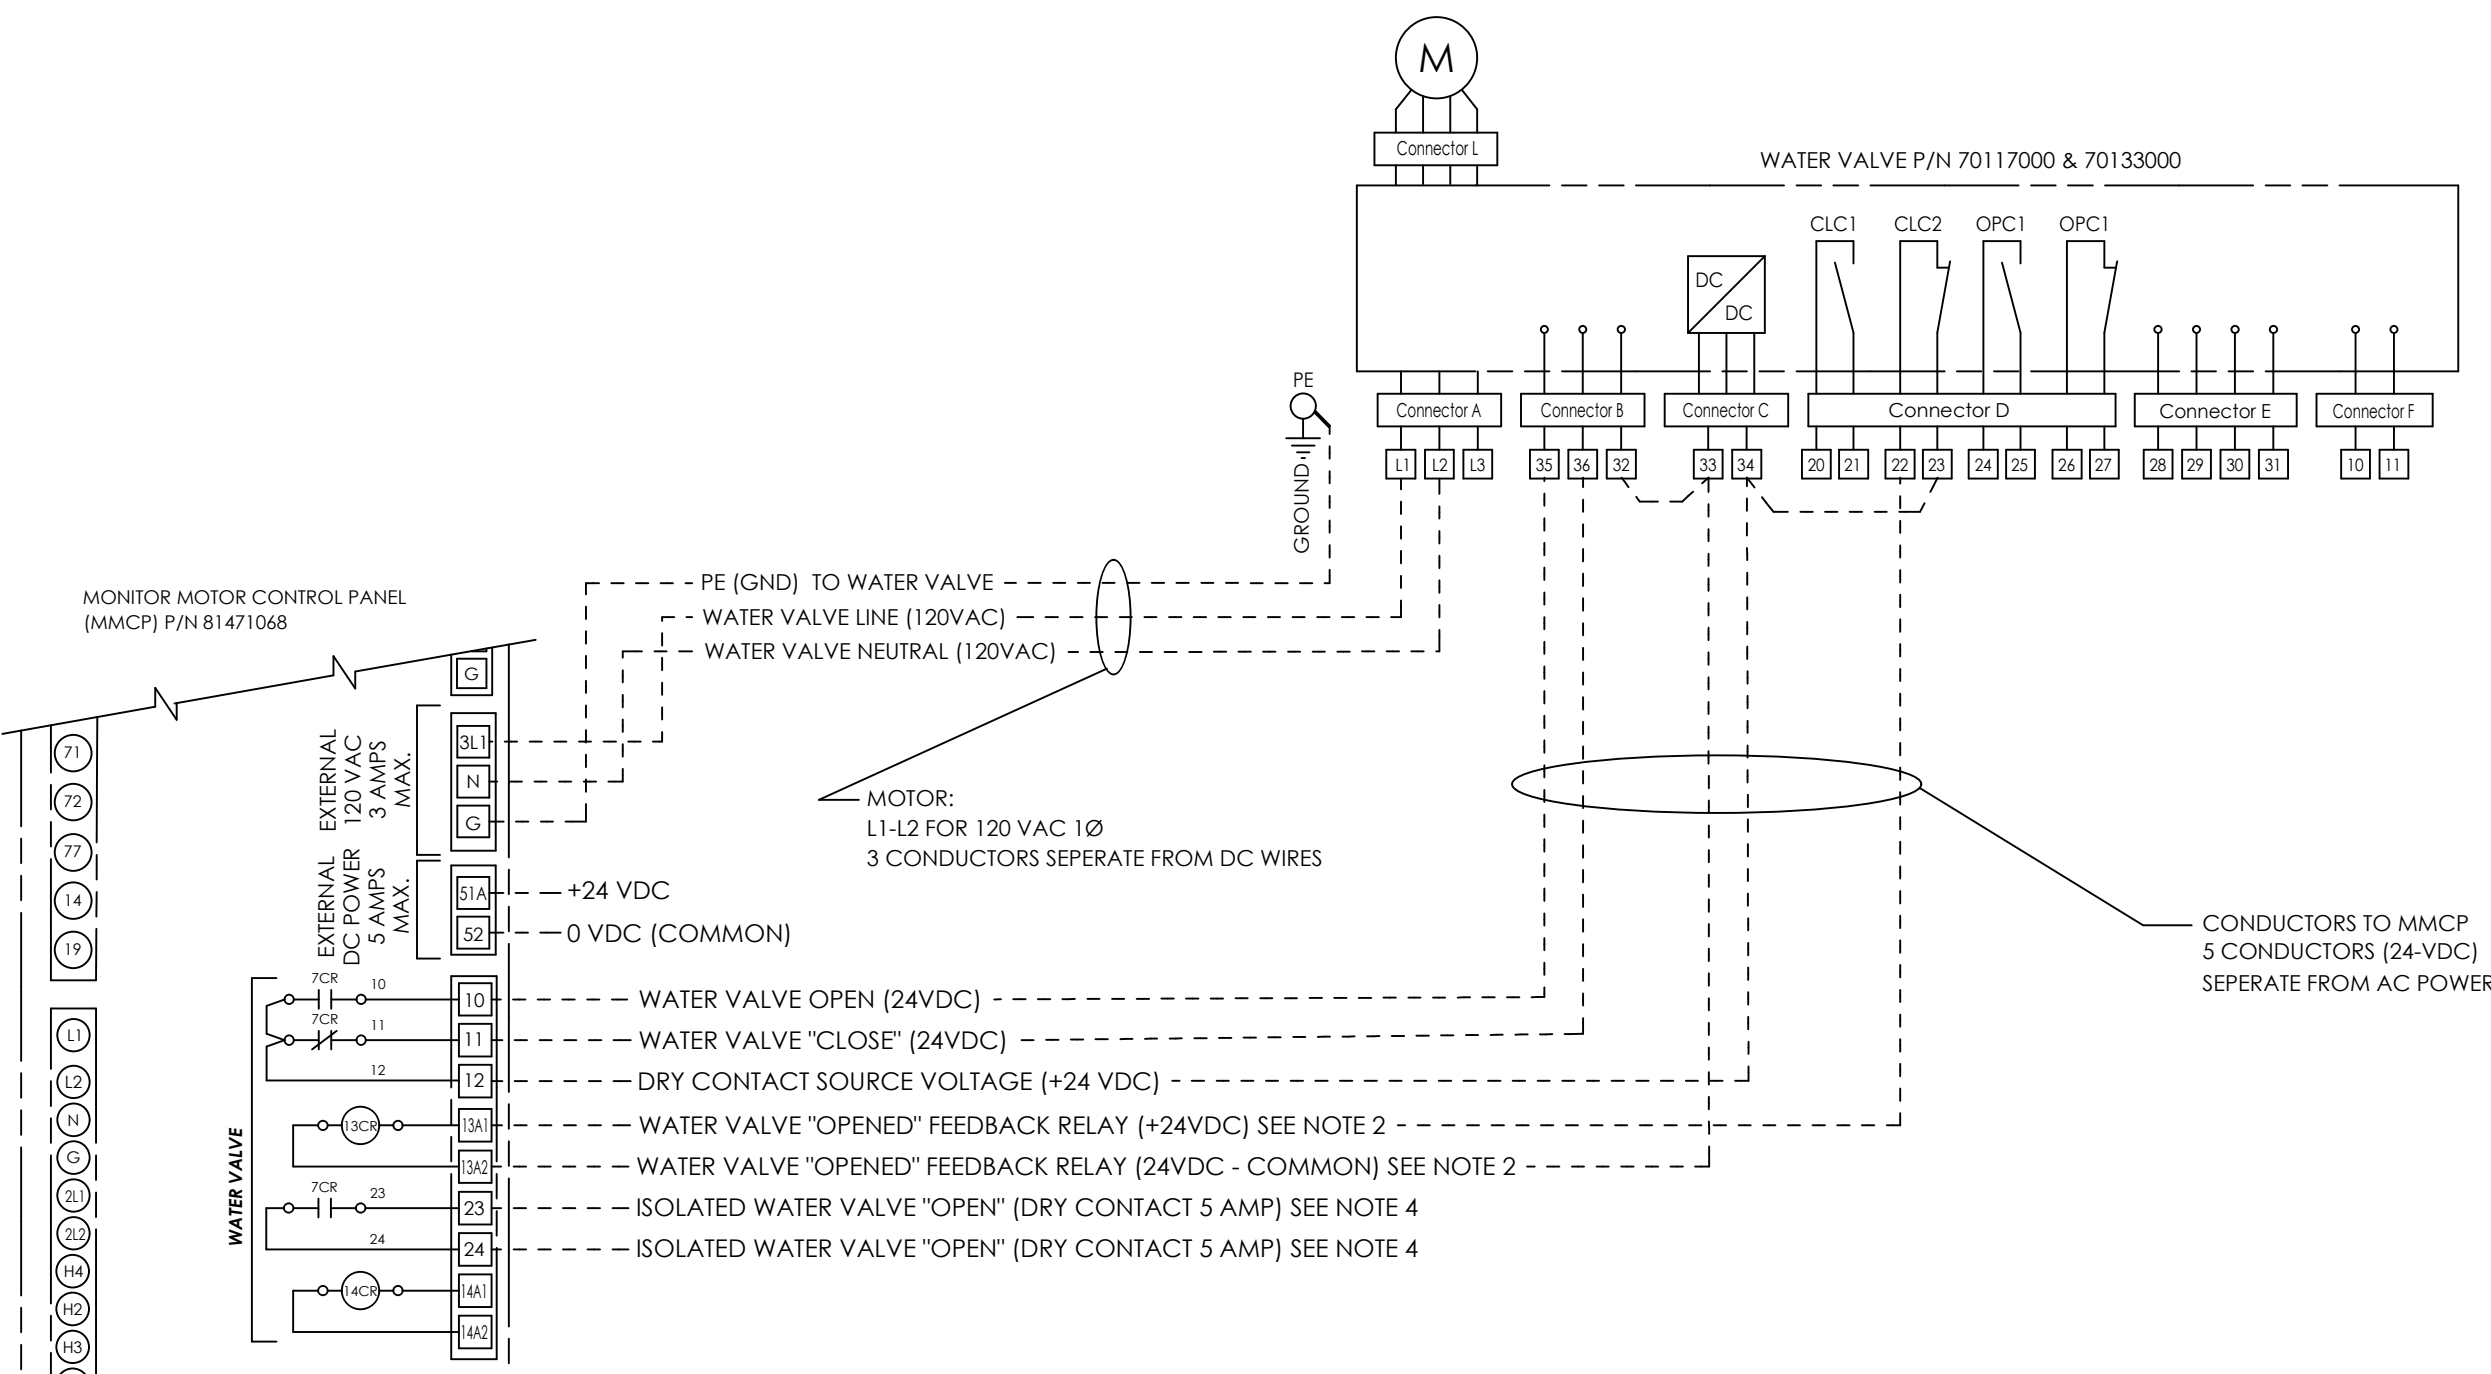 M
Connector L
WATER VALVE P/N 70117000 & 70133000
CLC1 CLC2 OPC1 OPC1
DC
DC
PE
GROUND
Connector A Connector B Connector C Connector D Connector E Connector F
L1 L2 L3 35 36 32 33 34 20 21 22 23 24 25 26 27 28 29 30 31 10 11
PE (GND) TO WATER VALVE
WATER VALVE LINE (120VAC)
WATER VALVE NEUTRAL (120VAC)
MOTOR:
L1-L2 FOR 120 VAC 1Ø
3 CONDUCTORS SEPERATE FROM DC WIRES
CONDUCTORS TO MMCP
5 CONDUCTORS (24-VDC)
SEPERATE FROM AC POWER
MONITOR MOTOR CONTROL PANEL
(MMCP) P/N 81471068
71
72
77
14
19
L1
L2
N
G
2L1
2L2
H4
H2
H3
G
EXTERNAL
120 VAC
3 AMPS
MAX.
3L1
N
G
EXTERNAL
DC POWER
5 AMPS
MAX.
51A +24 VDC
52 0 VDC (COMMON)
WATER VALVE
7CR 10 10 WATER VALVE OPEN (24VDC)
7CR 11 11 WATER VALVE "CLOSE" (24VDC)
12 12 DRY CONTACT SOURCE VOLTAGE (+24 VDC)
13CR 13A1 WATER VALVE "OPENED" FEEDBACK RELAY (+24VDC) SEE NOTE 2
13A2 WATER VALVE "OPENED" FEEDBACK RELAY (24VDC - COMMON) SEE NOTE 2
7CR 23 23 ISOLATED WATER VALVE "OPEN" (DRY CONTACT 5 AMP) SEE NOTE 4
24 24 ISOLATED WATER VALVE "OPEN" (DRY CONTACT 5 AMP) SEE NOTE 4
14CR 14A1
14A2